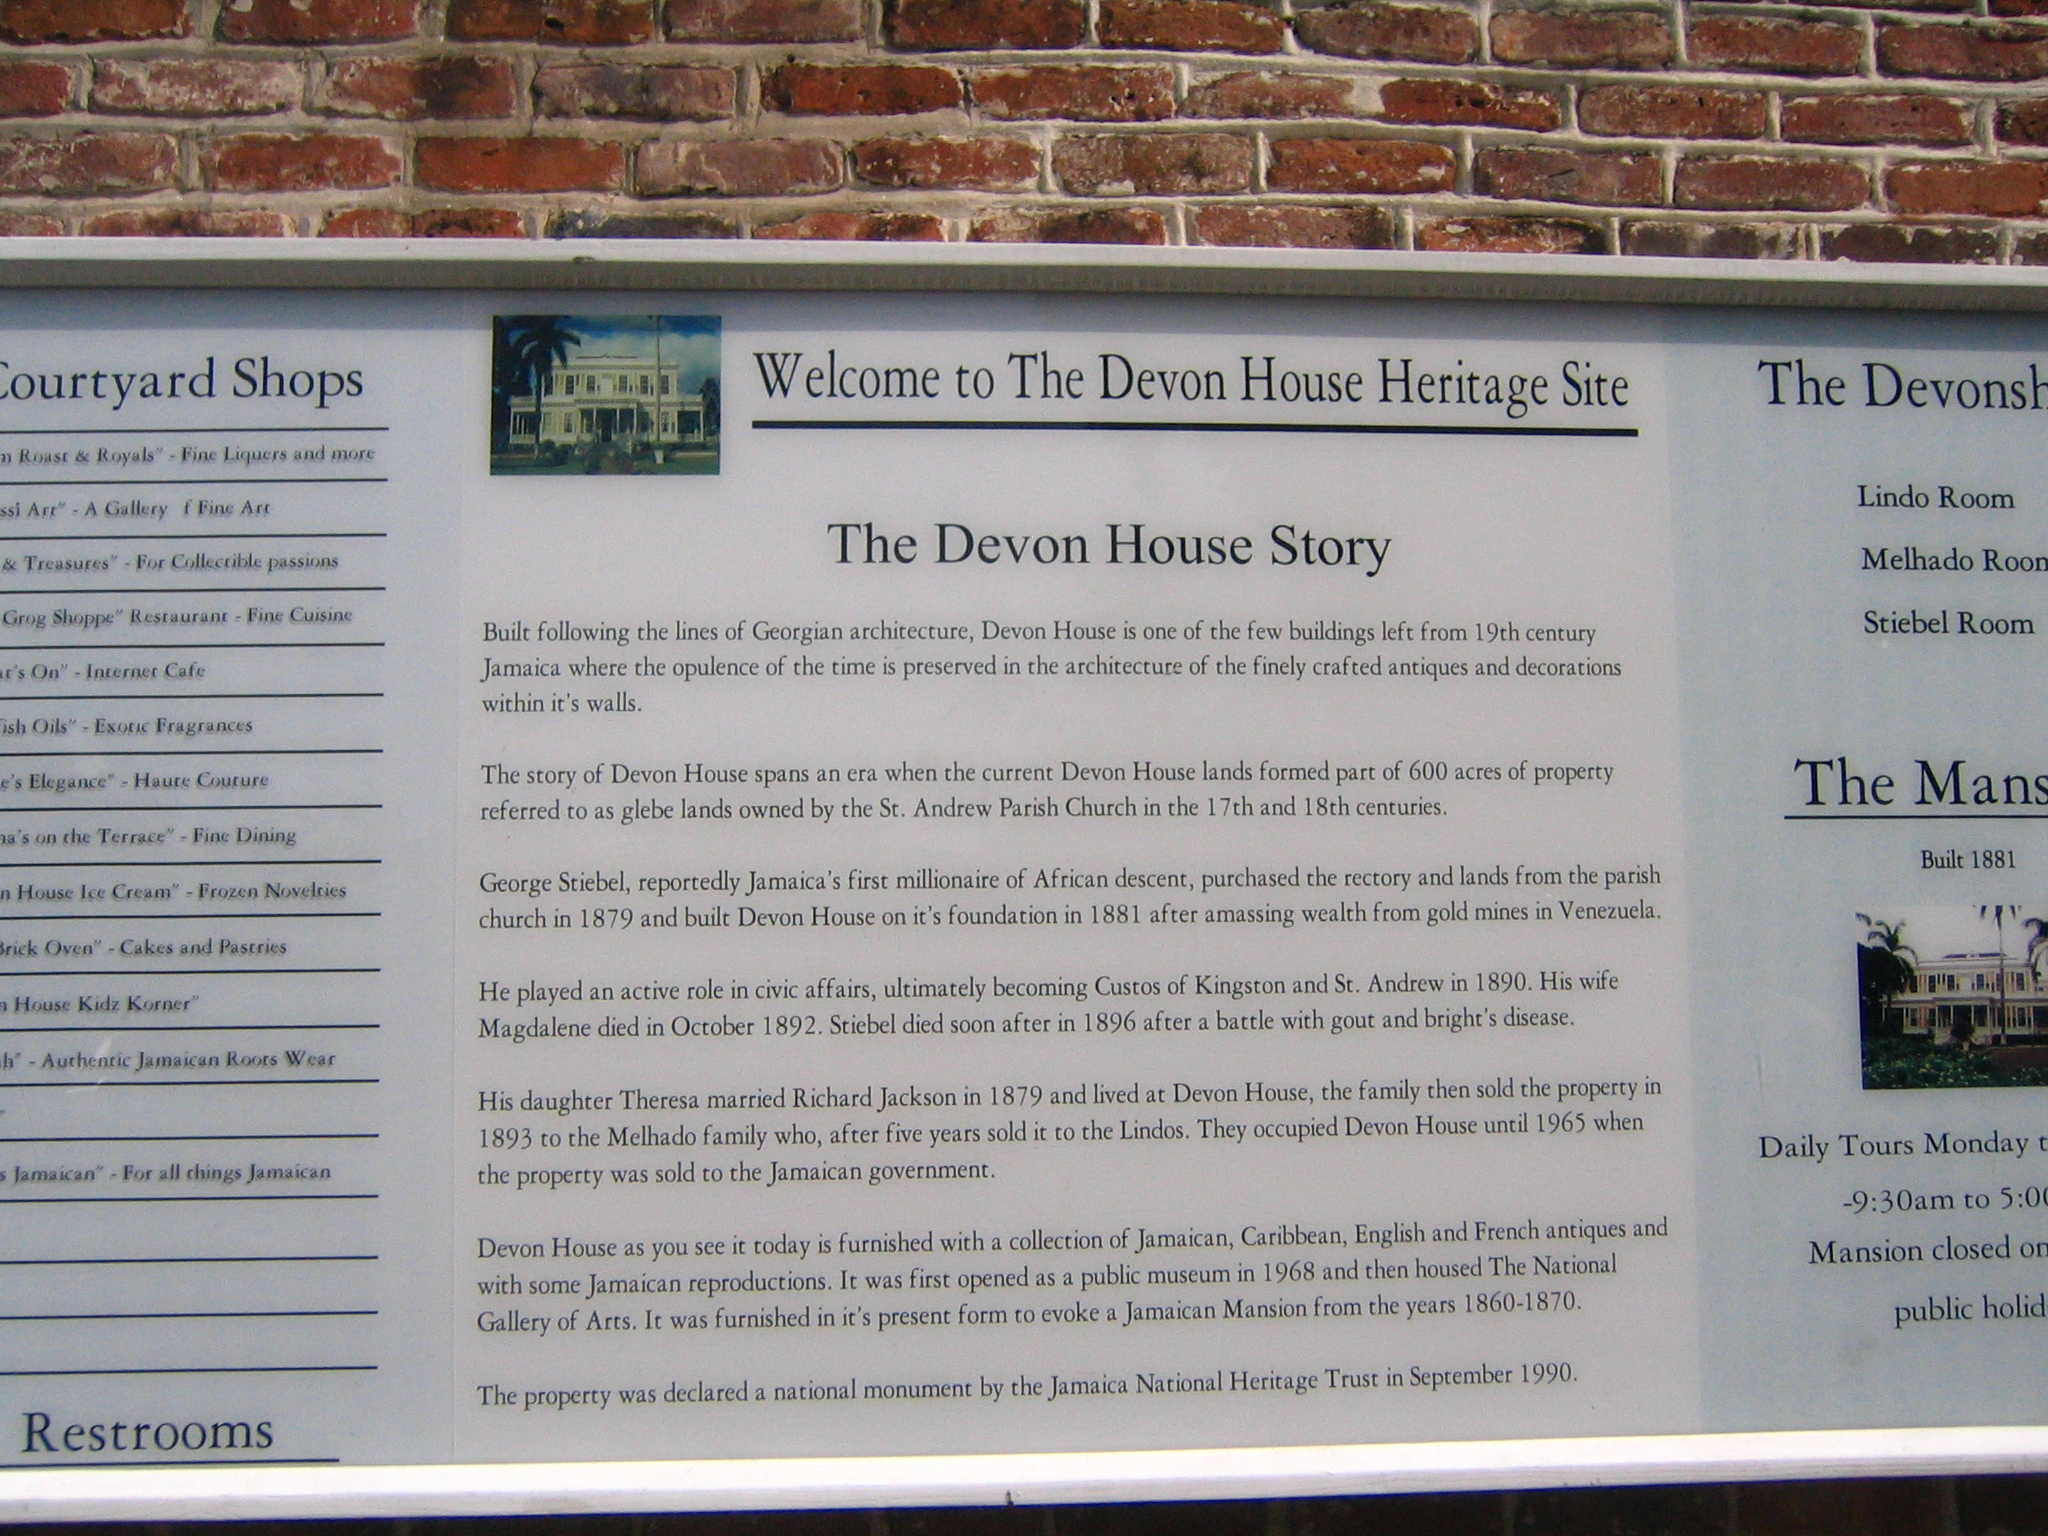 Courtyard Shops
Roast & Royals" - Fine Liquers and more
Art" - A Gallery f Fine Art
& Treasures" - For Collectible passions
Grog Shoppe" Restaurant - Fine Cuisine
On" - Internet Cafe
Oils" - Exotic Fragrances
Elegance" - Haute Couture
on the Terrace" - Fine Dining
House Ice Cream" - Frozen Novelties
Brick Oven" - Cakes and Pastries
House Kidz Korner"
- Authentic Jamaican Roots Wear
Jamaican" - For all things Jamaican
Restrooms
Welcome to The Devon House Heritage Site
The Devon House Story
Built following the lines of Georgian architecture, Devon House is one of the few buildings left from 19th century
Jamaica where the opulence of the time is preserved in the architecture of the finely crafted antiques and decorations
within it's walls.
The story of Devon House spans an era when the current Devon House lands formed part of 600 acres of property
referred to as glebe lands owned by the St. Andrew Parish Church in the 17th and 18th centuries.
George Stiebel, reportedly Jamaica's first millionaire of African descent, purchased the rectory and lands from the parish
church in 1879 and built Devon House on it's foundation in 1881 after amassing wealth from gold mines in Venezuela.
He played an active role in civic affairs, ultimately becoming Custos of Kingston and St. Andrew in 1890. His wife
Magdalene died in October 1892. Stiebel died soon after in 1896 after a battle with gout and bright's disease.
His daughter Theresa married Richard Jackson in 1879 and lived at Devon House, the family then sold the property in
1893 to the Melhado family who, after five years sold it to the Lindos. They occupied Devon House until 1965 when
the property was sold to the Jamaican government.
Devon House as you see it today is furnished with a collection of Jamaican, Caribbean, English and French antiques and
with some Jamaican reproductions. It was first opened as a public museum in 1968 and then housed The National
Gallery of Arts. It was furnished in it's present form to evoke a Jamaican Mansion from the years 1860-1870.
The property was declared a national monument by the Jamaica National Heritage Trust in September 1990.
The Devonsh
Lindo Room
Melhado Room
Stiebel Room
The Mans
Built 1881
Daily Tours Monday t
-9:30am to 5:00
Mansion closed on
public holid